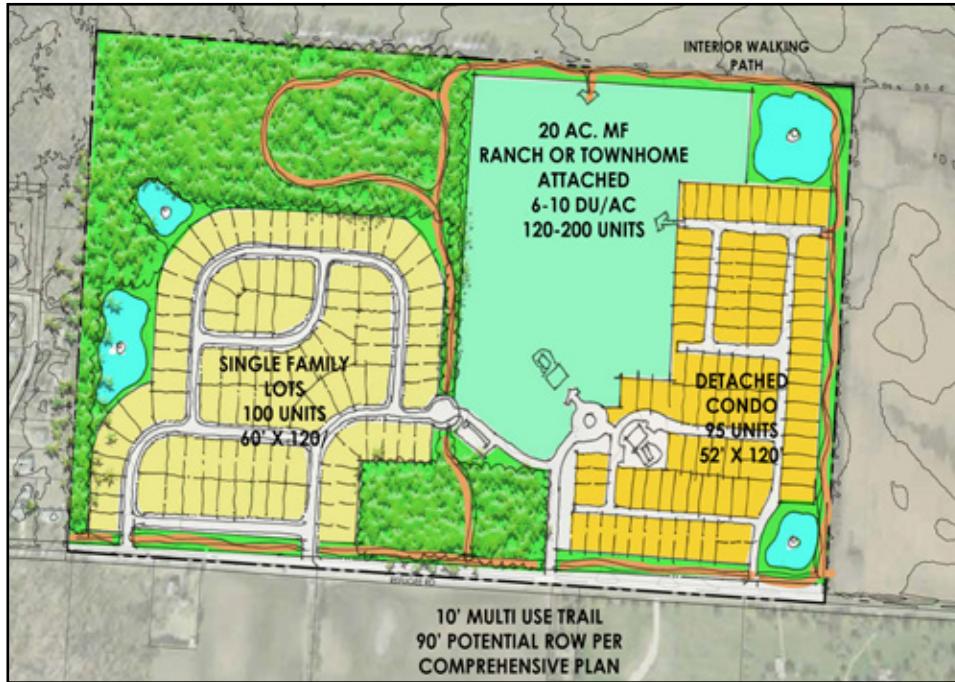 INTERIOR WALKING
PATH
20 AC. MF
RANCH OR TOWNHOME
ATTACHED
6-10 DU/AC
120-200 UNITS
SINGLE FAMILY
LOTS
100 UNITS
60' X 120'
DETACHED
CONDO
95 UNITS
52' X 120'
10' MULTI USE TRAIL
90' POTENTIAL ROW PER
COMPREHENSIVE PLAN